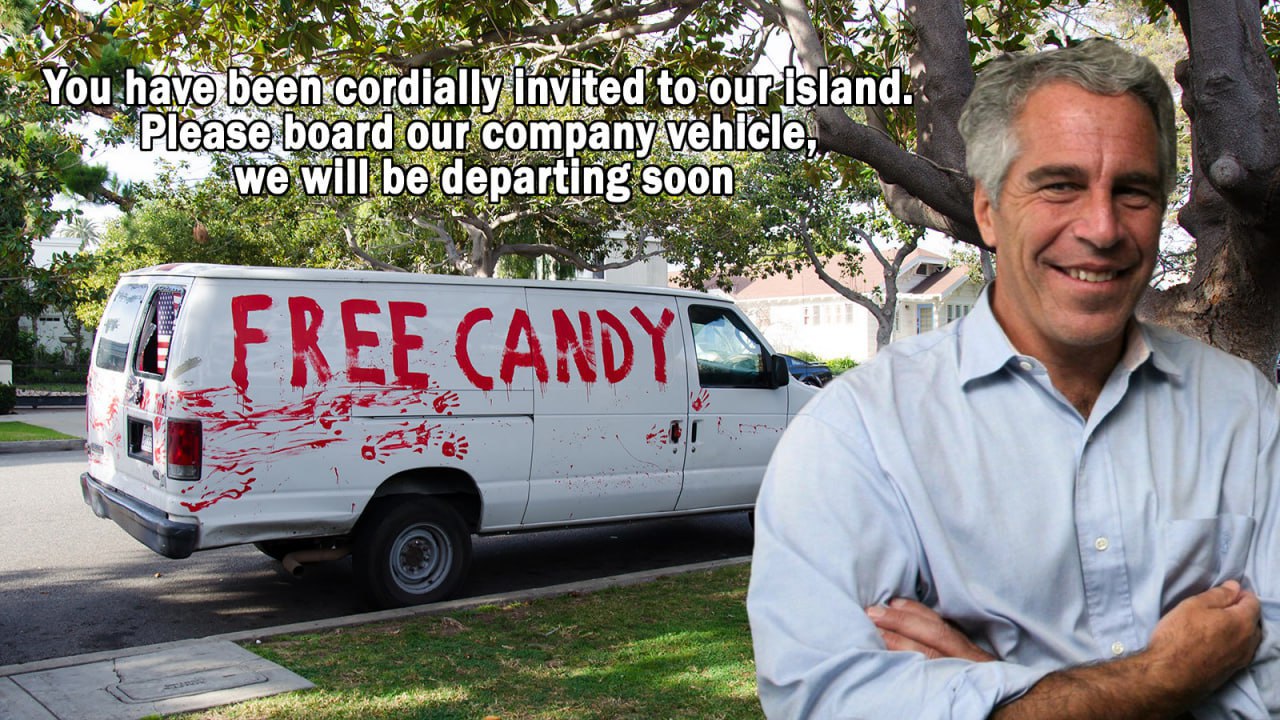 You have been cordially invited to our island.
Please board our company vehicle,
we will be departing soon
FREE CANDY